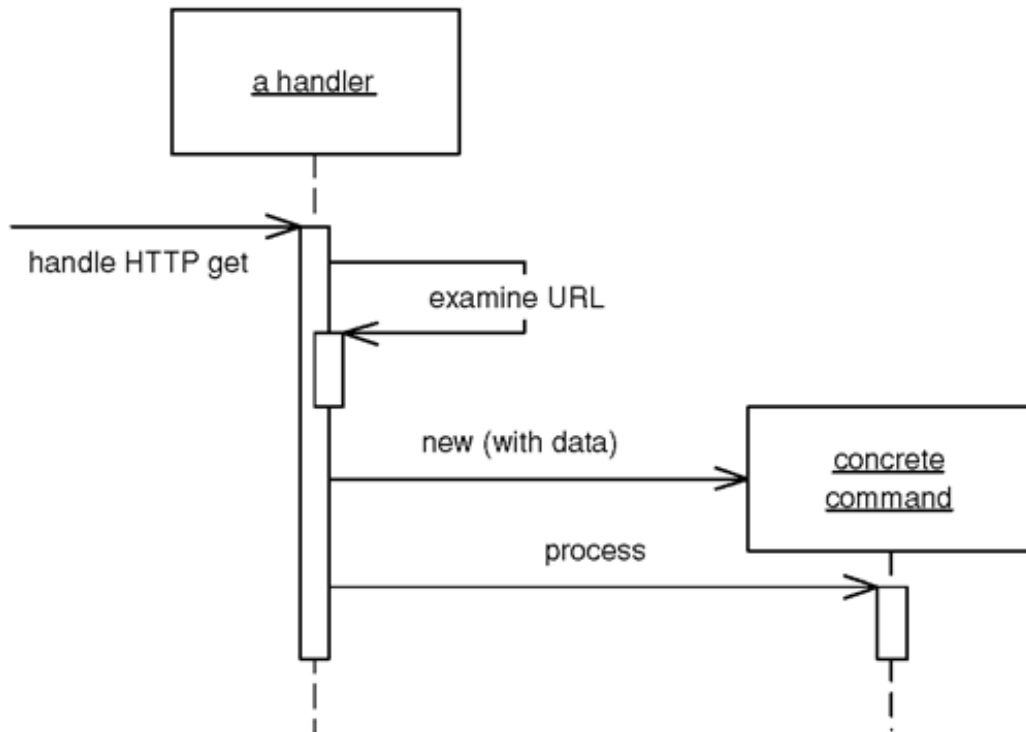 a handler
handle HTTP get
examine URL
new (with data)
concrete
command
process